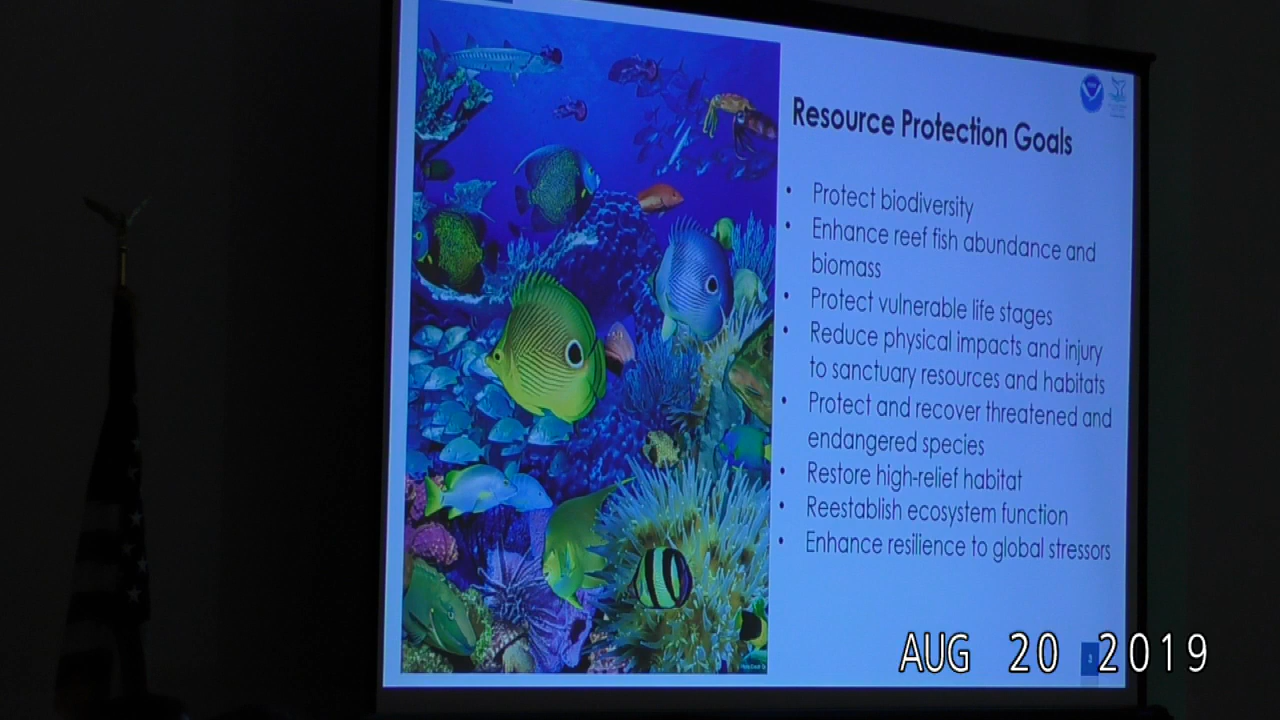 Resource Protection Goals
• Protect biodiversity
• Enhance reef fish abundance and
biomass
• Protect vulnerable life stages
• Reduce physical impacts and injury
to sanctuary resources and habitats
• Protect and recover threatened and
endangered species
• Restore high-relief habitat
• Reestablish ecosystem function
• Enhance resilience to global stressors
AUG 20 2019